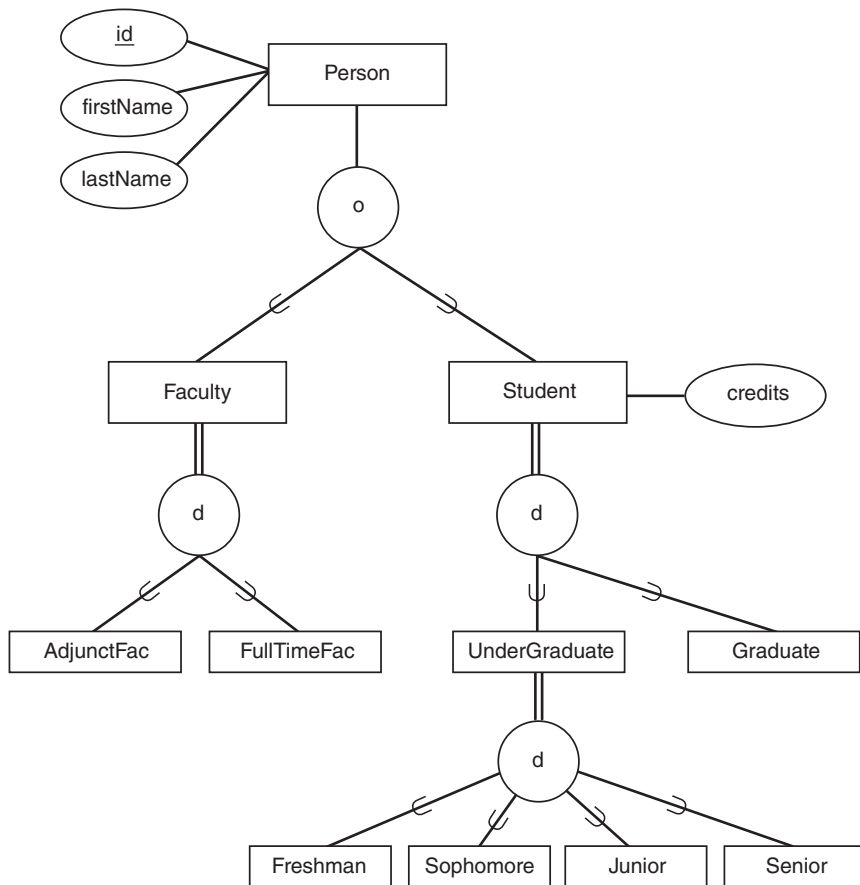 id
Person
firstName
lastName
o
Faculty
Student
credits
d
d
AdjunctFac
FullTimeFac
UnderGraduate
Graduate
d
Freshman
Sophomore
Junior
Senior